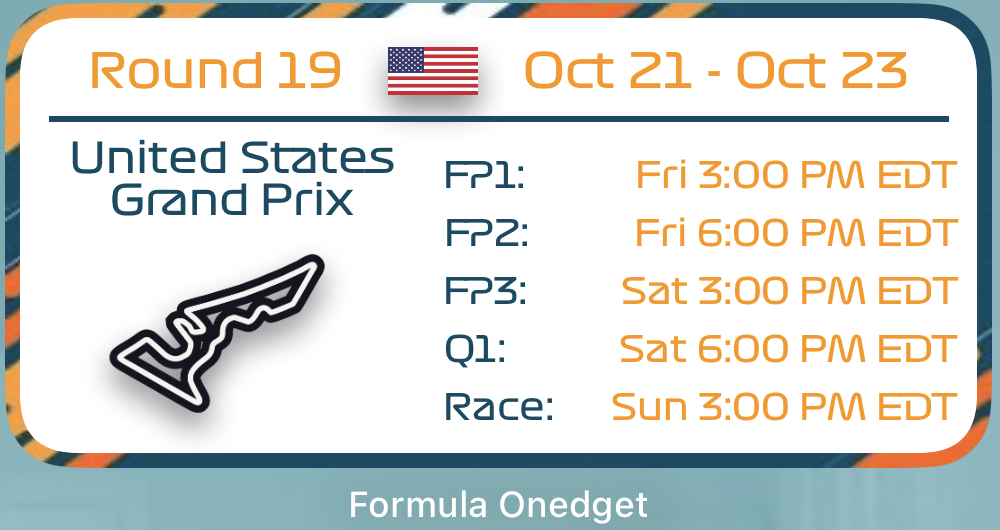 Round 19 Oct 21 - Oct 23
United States
Grand Prix
FP1: Fri 3:00 PM EDT
FP2: Fri 6:00 PM EDT
FP3: Sat 3:00 PM EDT
Q1: Sat 6:00 PM EDT
Race: Sun 3:00 PM EDT
Formula Onedget